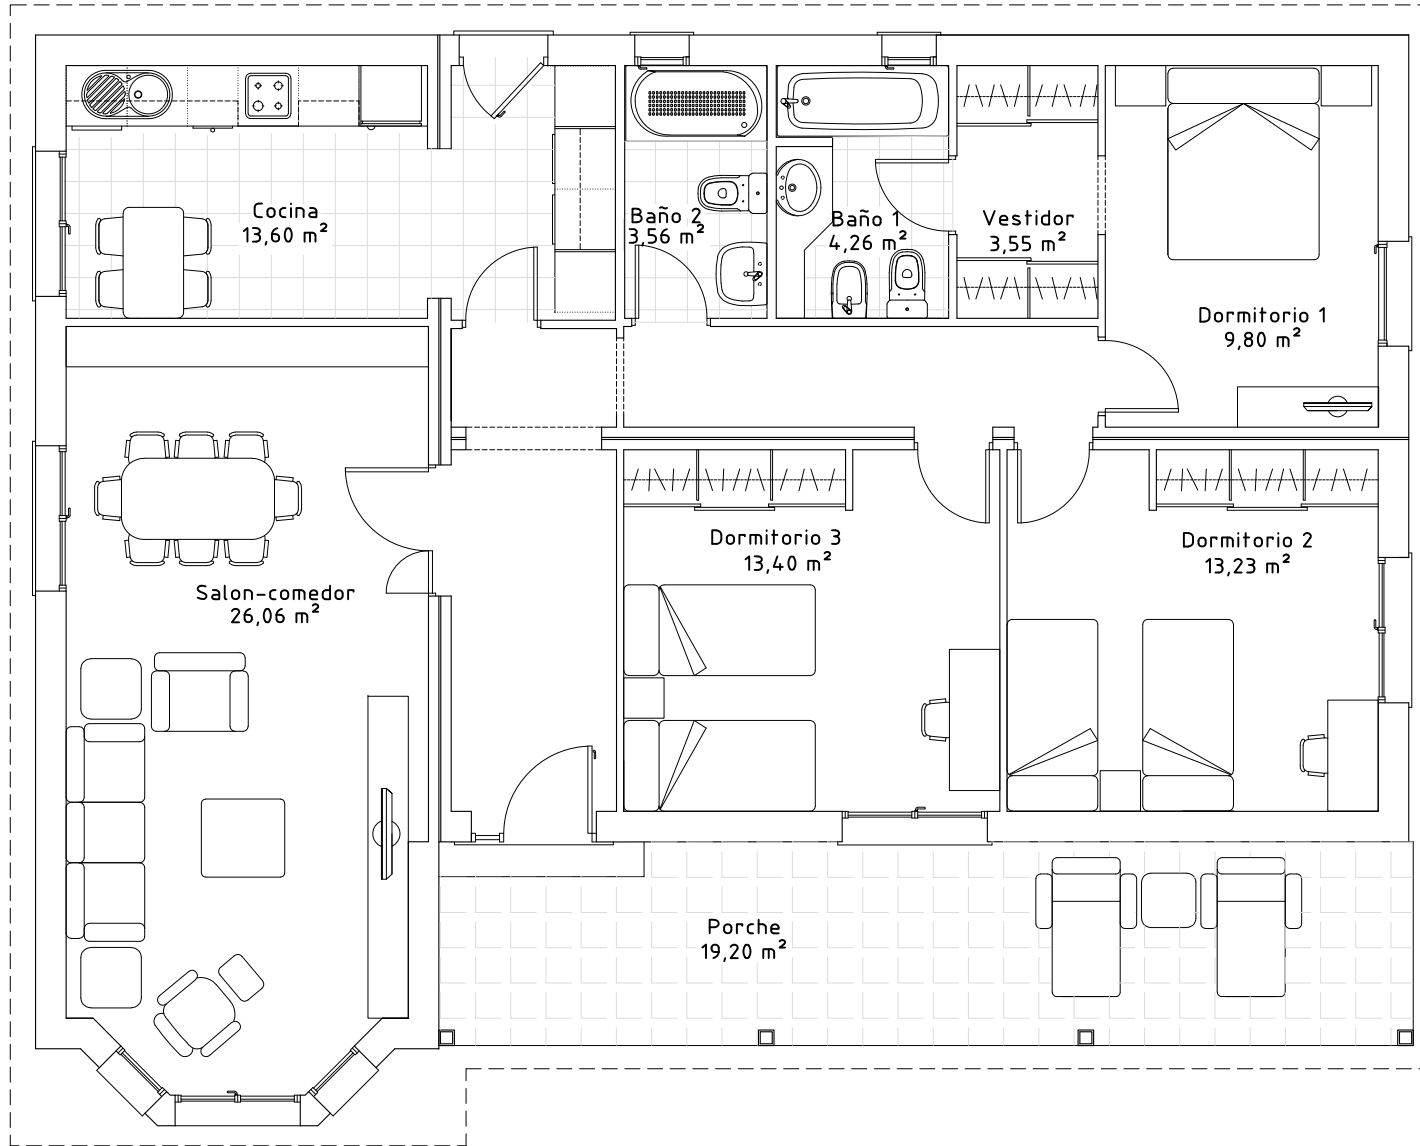 Cocina
13,60 m²
Baño 2
3,56 m²
Baño 1
4,26 m²
Vestidor
3,55 m²
Dormitorio 1
9,80 m²
Dormitorio 3
13,40 m²
Dormitorio 2
13,23 m²
Salon-comedor
26,06 m²
Porche
19,20 m²